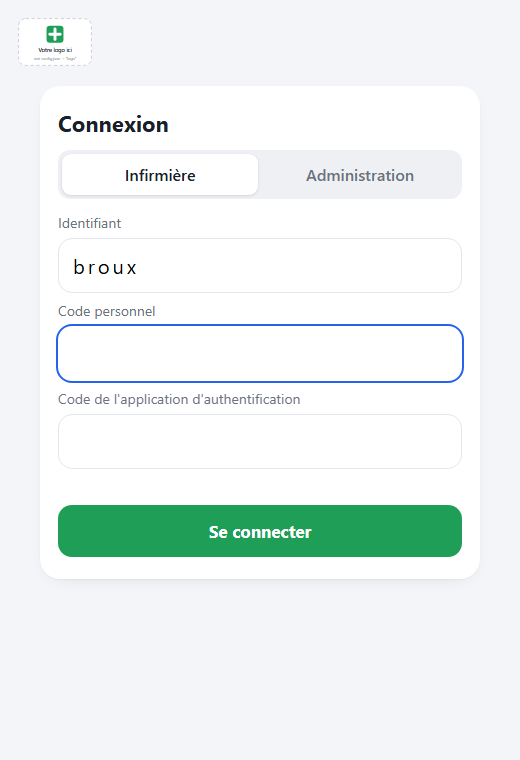 Votre logo ici
Connexion
Infirmière
Administration
Identifiant
broux
Code personnel
Code de l'application d'authentification
Se connecter